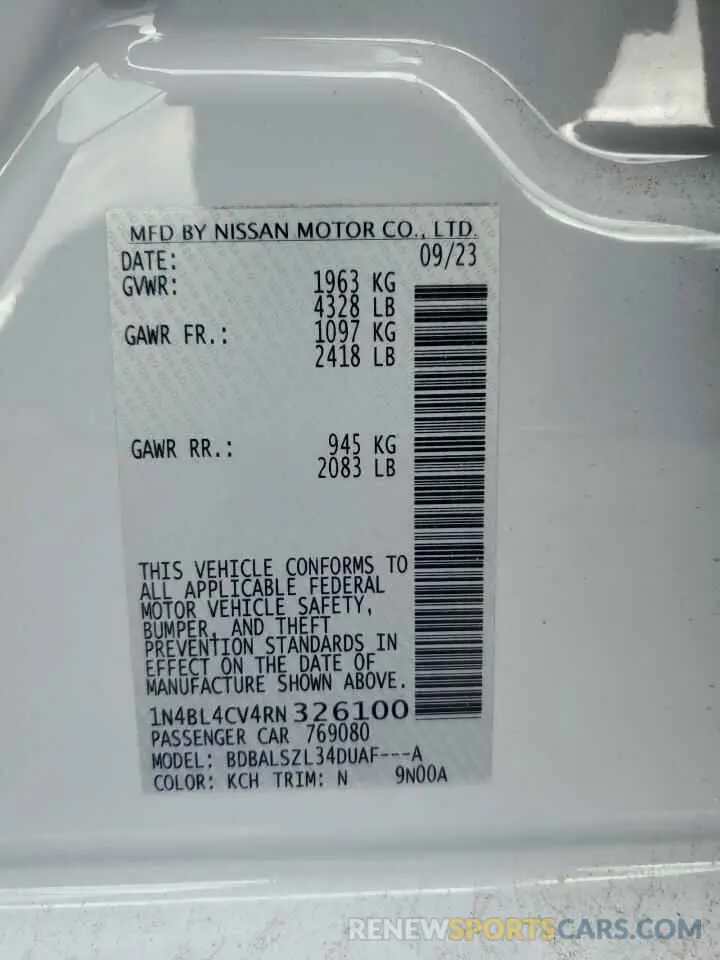 MFD BY NISSAN MOTOR CO., LTD.
DATE: 09/23
GVWR: 1963 KG
4328 LB
GAWR FR.: 1097 KG
2418 LB
GAWR RR.: 945 KG
2083 LB
THIS VEHICLE CONFORMS TO
ALL APPLICABLE FEDERAL
MOTOR VEHICLE SAFETY,
BUMPER, AND THEFT
PREVENTION STANDARDS IN
EFFECT ON THE DATE OF
MANUFACTURE SHOWN ABOVE.
1N4BL4CV4RN326100
PASSENGER CAR 769080
MODEL: BDBALSZL34DUAF---A
COLOR: KCH TRIM: N 9N00A
RENEWSPORTSCARS.COM